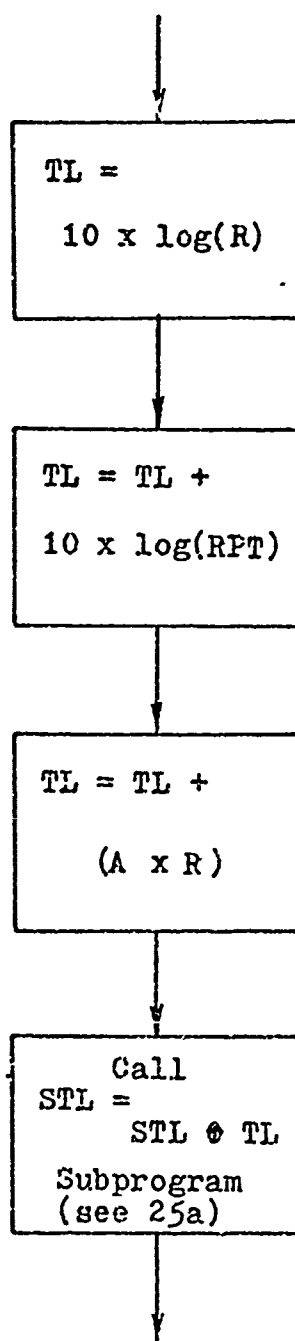 TL =
10 x log(R)
TL = TL +
10 x log(RPT)
TL = TL +
(A x R)
Call
STL =
STL ⊕ TL
Subprogram
(see 25a)